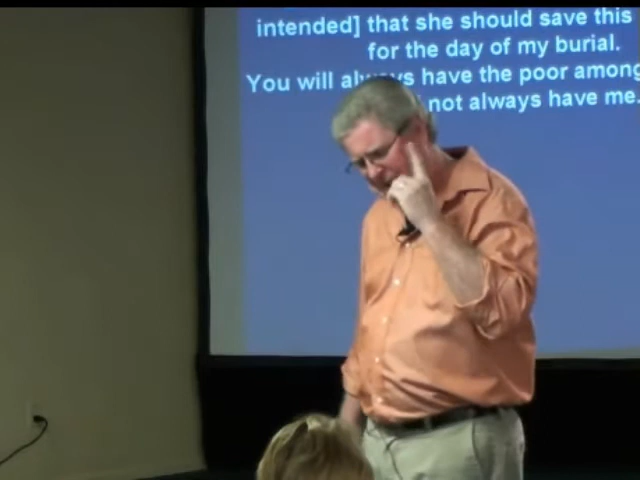 intended] that she should save this
for the day of my burial.
You will always have the poor among
not always have me.